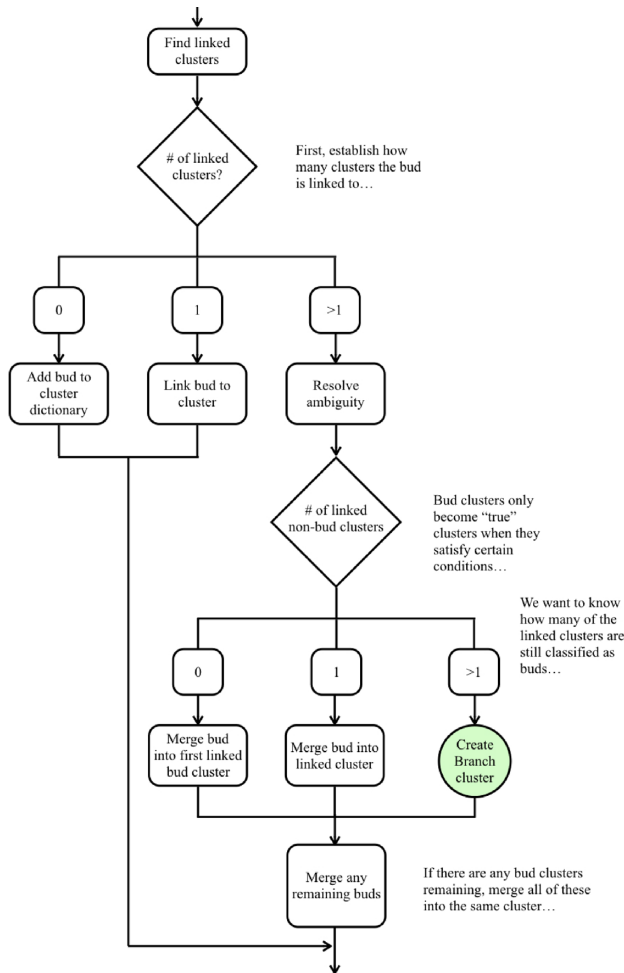 Find linked
clusters
# of linked
clusters?
First, establish how
many clusters the bud
is linked to…
0
1
>1
Add bud to
cluster
dictionary
Link bud to
cluster
Resolve
ambiguity
# of linked
non-bud clusters
Bud clusters only
become “true”
clusters when they
satisfy certain
conditions…
We want to know
how many of the
linked clusters are
still classified as
buds…
0
1
>1
Merge bud
into first linked
bud cluster
Merge bud into
linked cluster
Create
Branch
cluster
Merge any
remaining buds
If there are any bud clusters
remaining, merge all of these
into the same cluster…